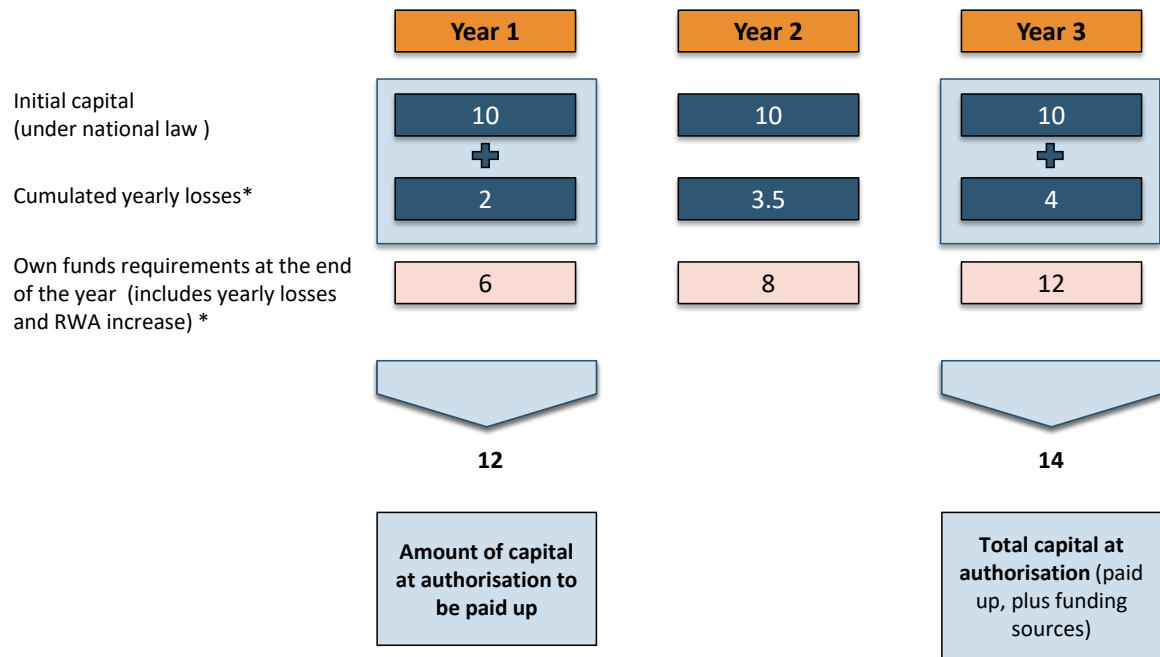 Year 1
Year 2
Year 3
Initial capital
(under national law )
10
10
10
Cumulated yearly losses*
2
3.5
4
Own funds requirements at the end
of the year  (includes yearly losses
and RWA increase) *
6
8
12
12
14
Amount of capital
at authorisation to
be paid up
Total capital at
authorisation (paid
up, plus funding
sources)